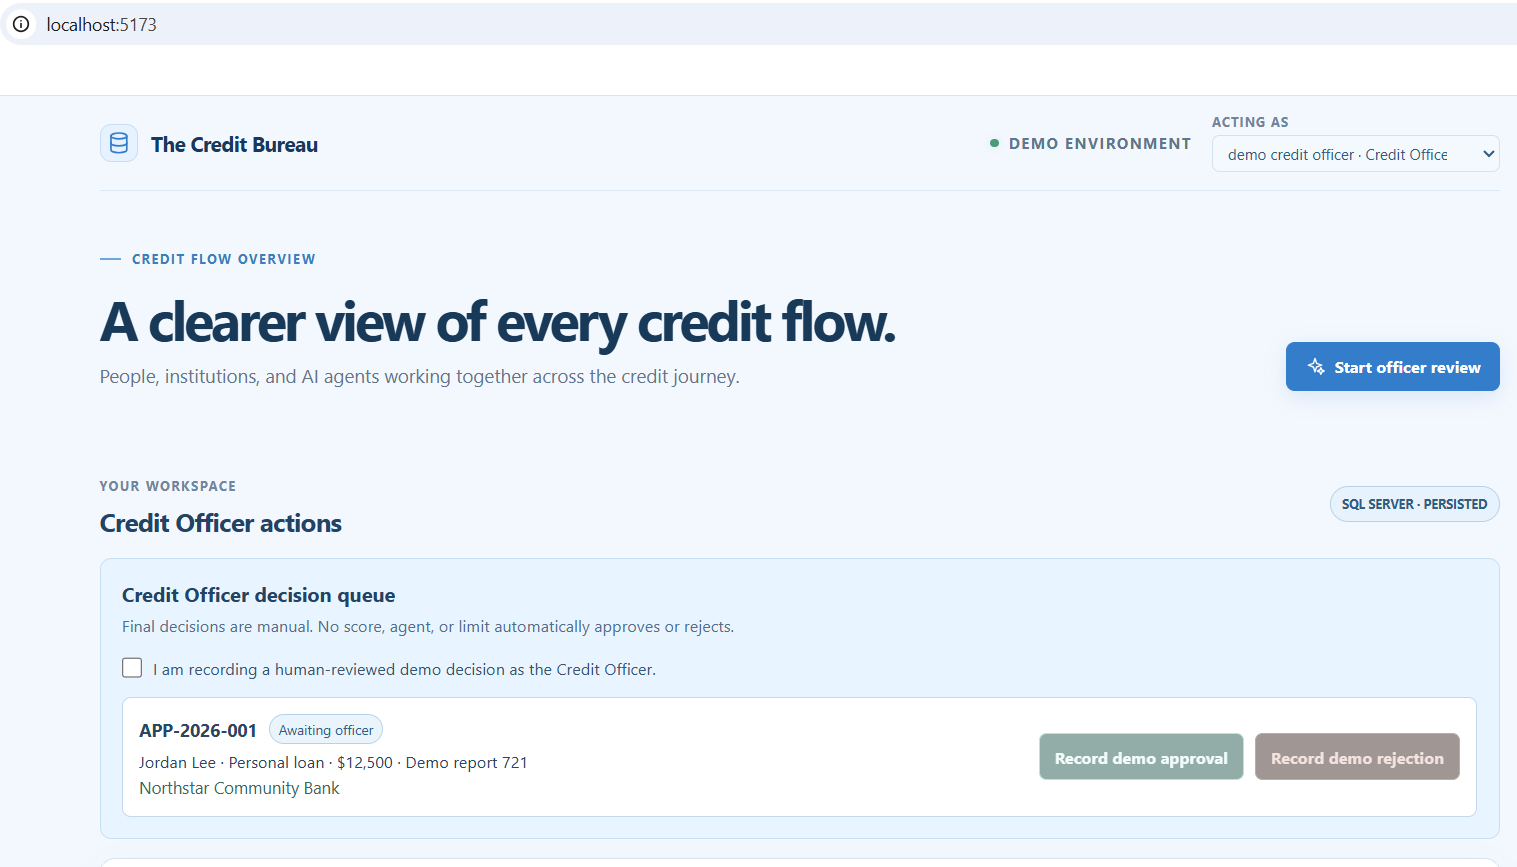 localhost:5173
The Credit Bureau
DEMO ENVIRONMENT
ACTING AS
demo credit officer · Credit Office
CREDIT FLOW OVERVIEW
A clearer view of every credit flow.
People, institutions, and AI agents working together across the credit journey.
Start officer review
YOUR WORKSPACE
Credit Officer actions
SQL SERVER · PERSISTED
Credit Officer decision queue
Final decisions are manual. No score, agent, or limit automatically approves or rejects.
I am recording a human-reviewed demo decision as the Credit Officer.
APP-2026-001 Awaiting officer
Jordan Lee · Personal loan · $12,500 · Demo report 721
Northstar Community Bank
Record demo approval
Record demo rejection